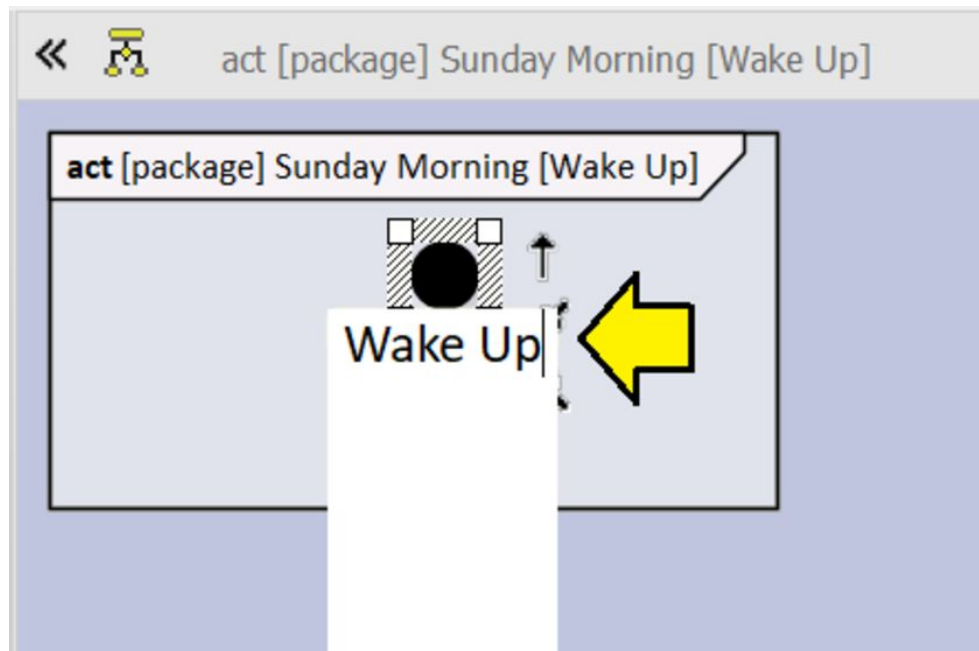 « act [package] Sunday Morning [Wake Up]
act [package] Sunday Morning [Wake Up]
Wake Up